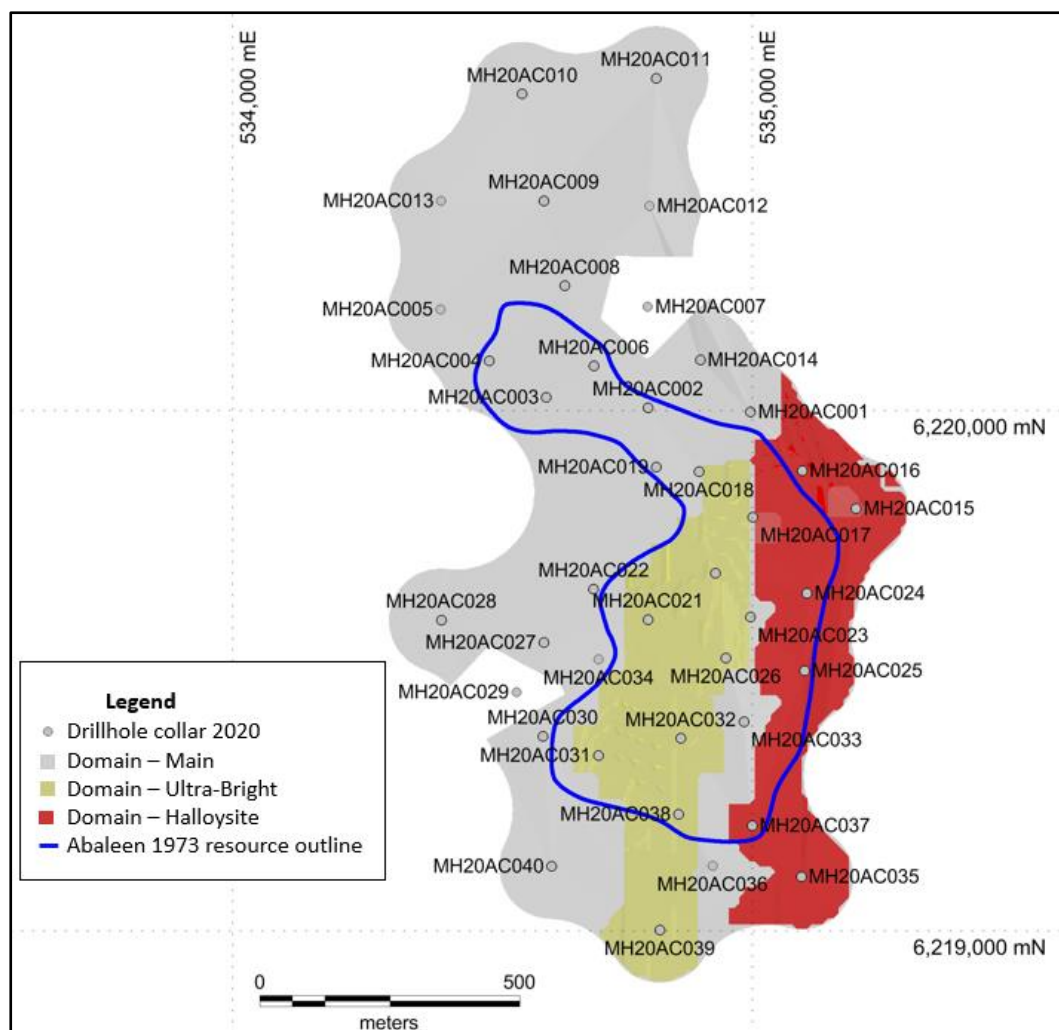 534,000 mE
535,000 mE
MH20AC011
MH20AC010
MH20AC013
MH20AC009
MH20AC012
MH20AC008
MH20AC005
MH20AC007
MH20AC004
MH20AC006
MH20AC014
MH20AC003
MH20AC002
MH20AC001
6,220,000 mN
MH20AC019
MH20AC016
MH20AC018
MH20AC015
MH20AC017
MH20AC022
MH20AC024
MH20AC028
MH20AC021
MH20AC023
MH20AC027
MH20AC034
MH20AC026
MH20AC025
MH20AC029
MH20AC030
MH20AC032
MH20AC033
MH20AC031
MH20AC038
MH20AC037
MH20AC040
MH20AC036
MH20AC035
MH20AC039
6,219,000 mN
Legend
Drillhole collar 2020
Domain – Main
Domain – Ultra-Bright
Domain – Halloysite
Abaleen 1973 resource outline
0
500
meters